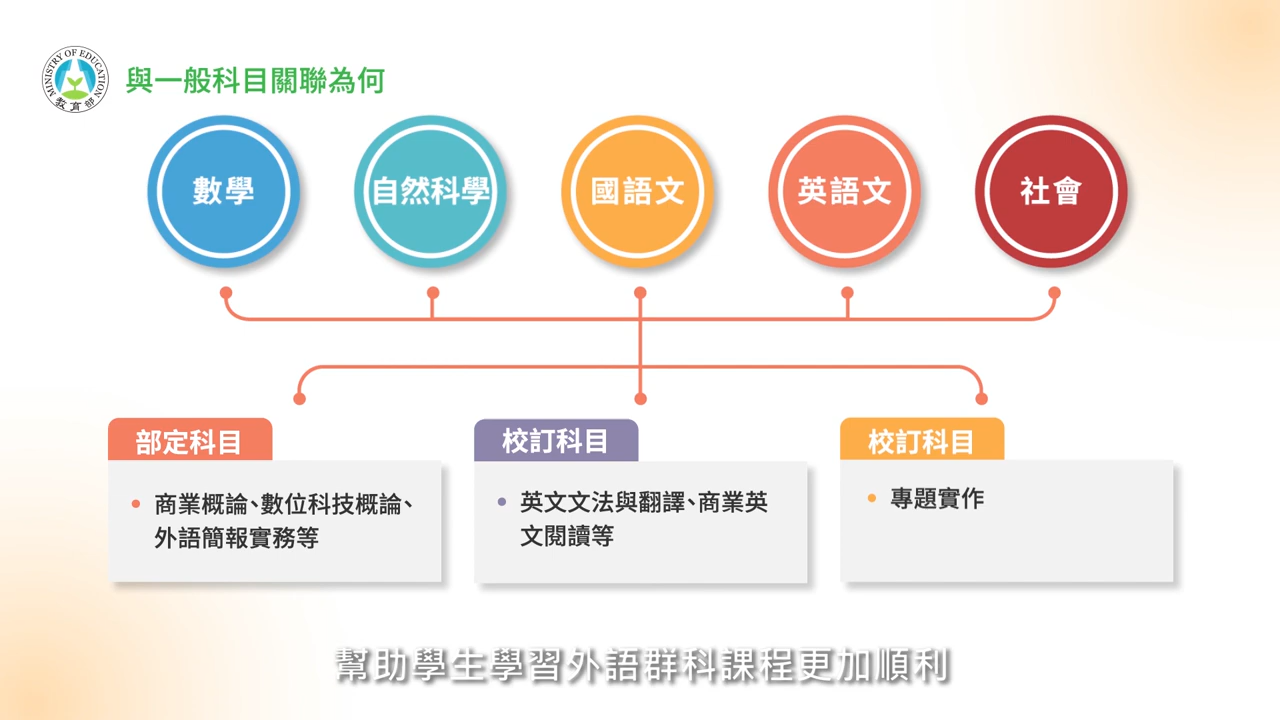 MINISTRY OF EDUCATION
教育部
與一般科目關聯為何
數學
自然科學
國語文
英語文
社會
部定科目
商業概論、數位科技概論、
外語簡報實務等
校訂科目
英文文法與翻譯、商業英
文閱讀等
校訂科目
專題實作
幫助學生學習外語群科課程更加順利